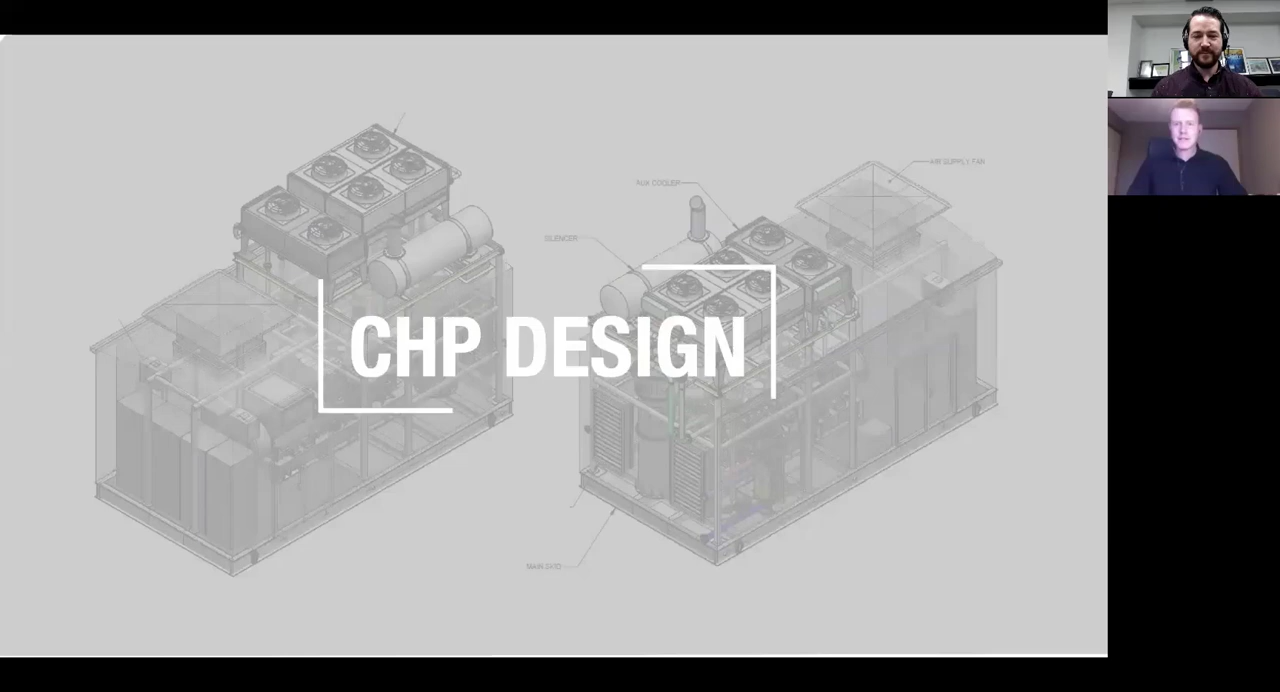 AIR SUPPLY FAN
AUX COOLER
SILENCER
CHP DESIGN
MAIN SKID